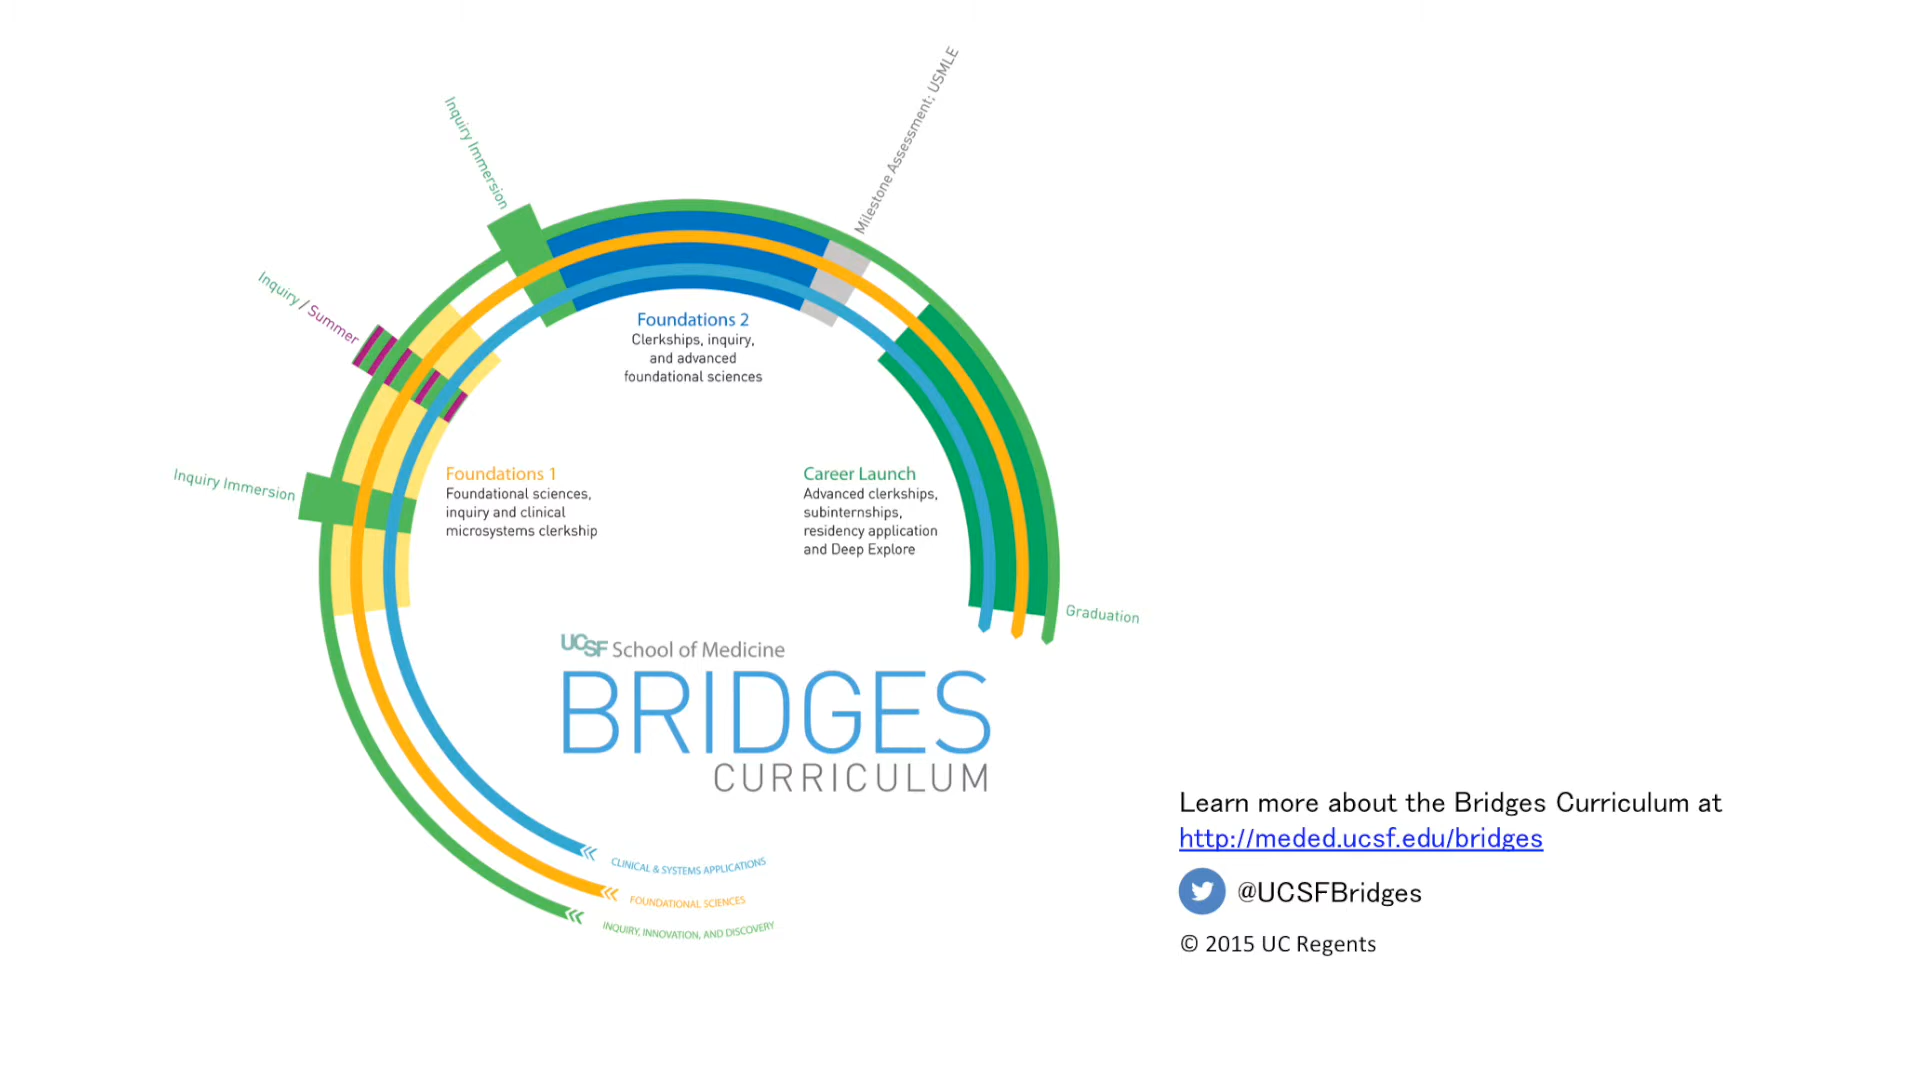 Milestone Assessment; USMLE
Inquiry Immersion
Inquiry / Summer
Inquiry Immersion
Foundations 2
Clerkships, inquiry,
and advanced
foundational sciences
Foundations 1
Foundational sciences,
inquiry and clinical
microsystems clerkship
Career Launch
Advanced clerkships,
subinternships,
residency application
and Deep Explore
Graduation
UCSF School of Medicine
BRIDGES
CURRICULUM
CLINICAL & SYSTEMS APPLICATIONS
FOUNDATIONAL SCIENCES
INQUIRY, INNOVATION, AND DISCOVERY
Learn more about the Bridges Curriculum at
http://meded.ucsf.edu/bridges
@UCSFBridges
© 2015 UC Regents